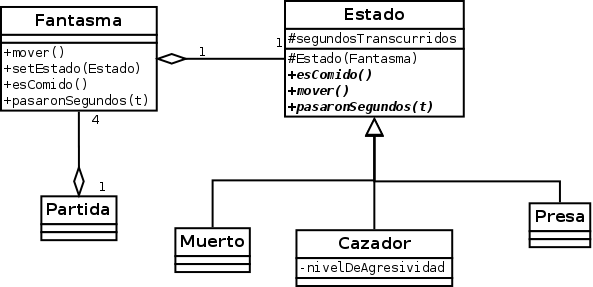 Fantasma
+mover()
+setEstado(Estado)
+esComido()
+pasaronSegundos(t)
1
1
Estado
#segundosTranscurridos
#Estado(Fantasma)
+esComido()
+mover()
+pasaronSegundos(t)
4
1
Partida
Muerto
Cazador
-nivelDeAgresividad
Presa